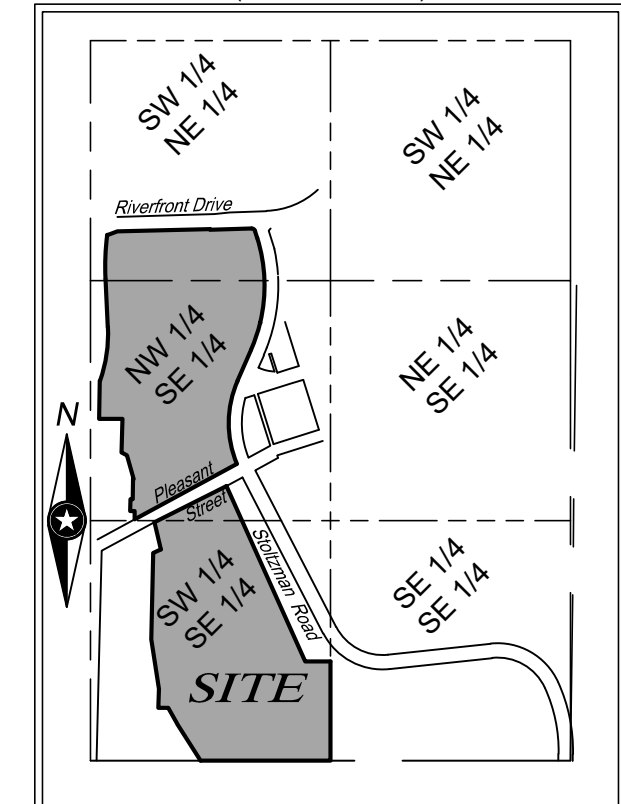 SW 1/4
NE 1/4
SW 1/4
NE 1/4
Riverfront Drive
NW 1/4
SE 1/4
NE 1/4
SE 1/4
N
Pleasant
Street
Stoltzman Road
SW 1/4
SE 1/4
SE 1/4
SE 1/4
SITE